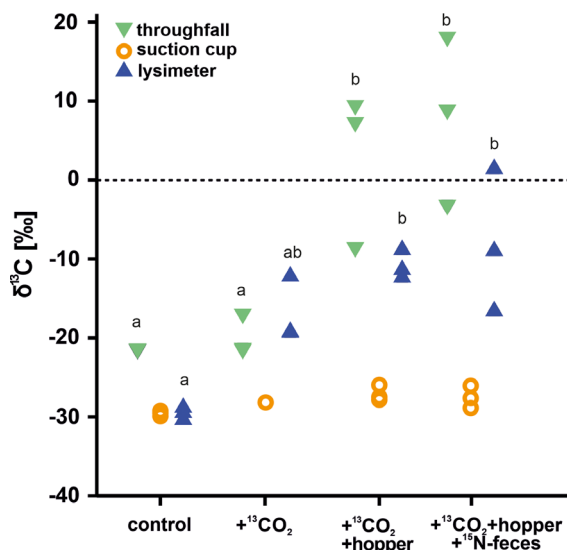 throughfall
suction cup
lysimeter
δ¹³C [‰]
20
10
0
-10
-20
-30
-40
a
a
a
ab
b
b
b
b
control
+¹³CO₂
+¹³CO₂
+hopper
+¹³CO₂+hopper
+¹⁵N-feces